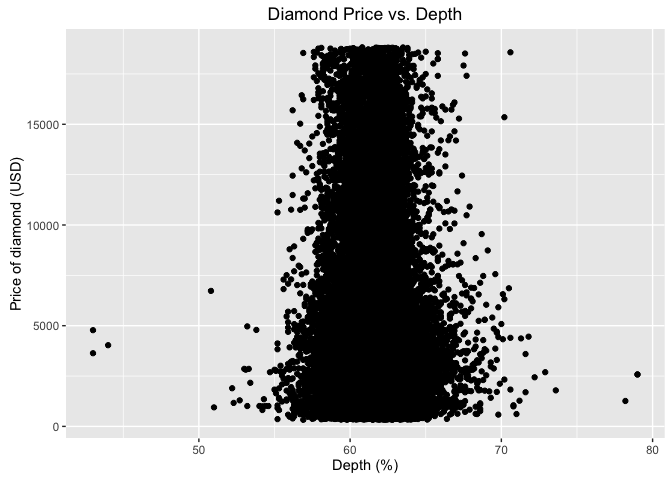 Diamond Price vs. Depth
Price of diamond (USD)
15000
10000
5000
0
50
60
70
80
Depth (%)